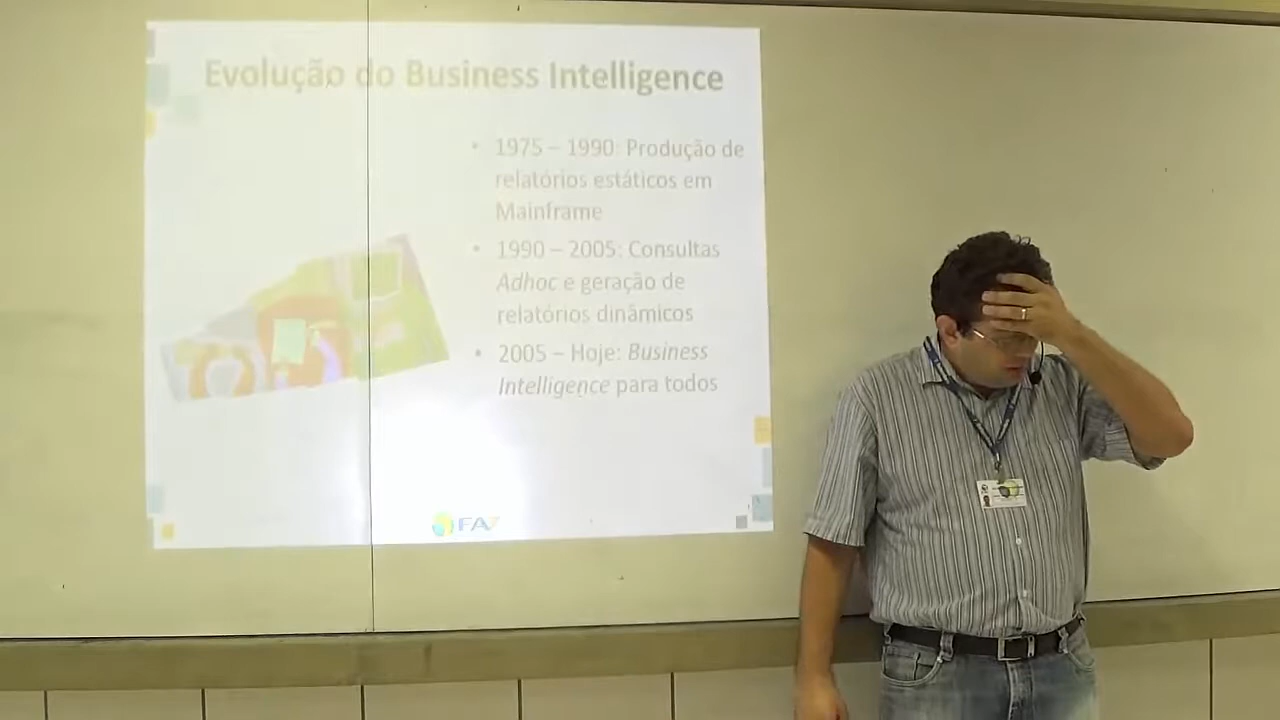 Evolução do Business Intelligence
• 1975 – 1990: Produção de
relatórios estáticos em
Mainframe
• 1990 – 2005: Consultas
Adhoc e geração de
relatórios dinâmicos
• 2005 – Hoje: Business
Intelligence para todos
FA7